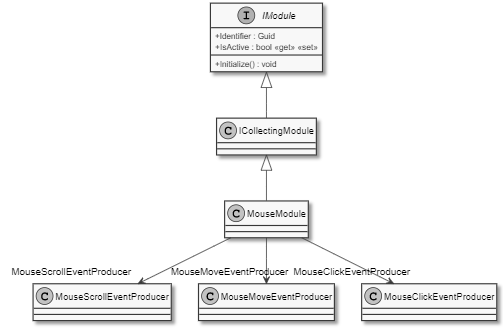 I IModule
+Identifier : Guid
+IsActive : bool «get» «set»
+Initialize() : void
C ICollectingModule
C MouseModule
MouseScrollEventProducer MouseMoveEventProducer MouseClickEventProducer
C MouseScrollEventProducer C MouseMoveEventProducer C MouseClickEventProducer